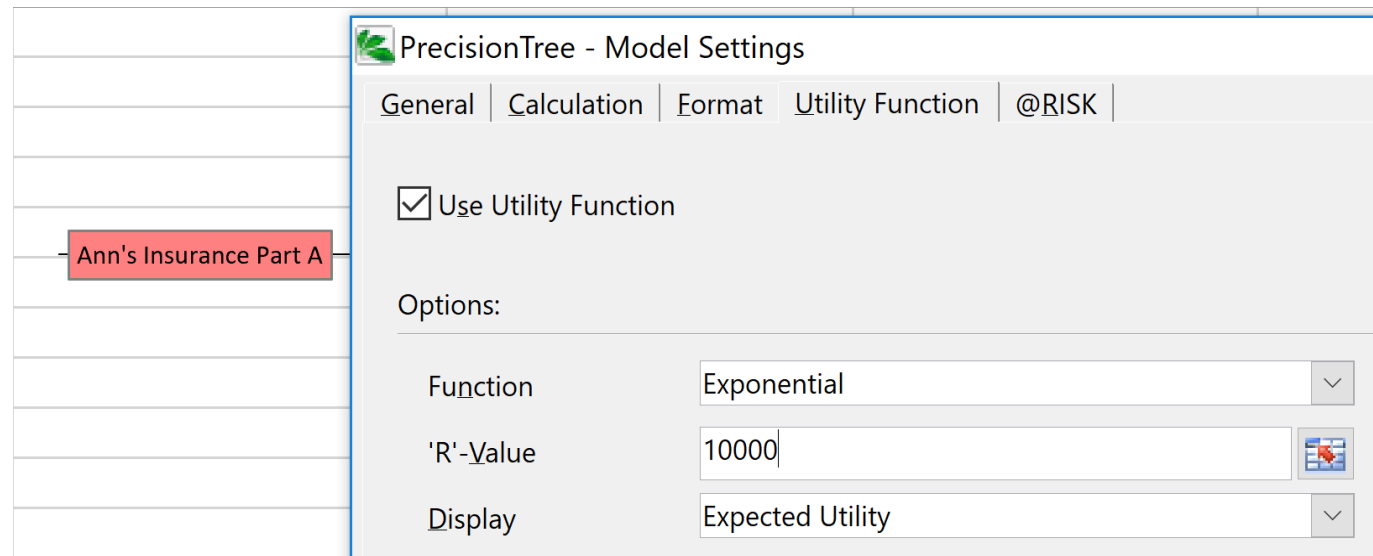 PrecisionTree - Model Settings
General Calculation Format Utility Function @RISK
Use Utility Function
Ann's Insurance Part A
Options:
Function Exponential
'R'-Value 10000
Display Expected Utility